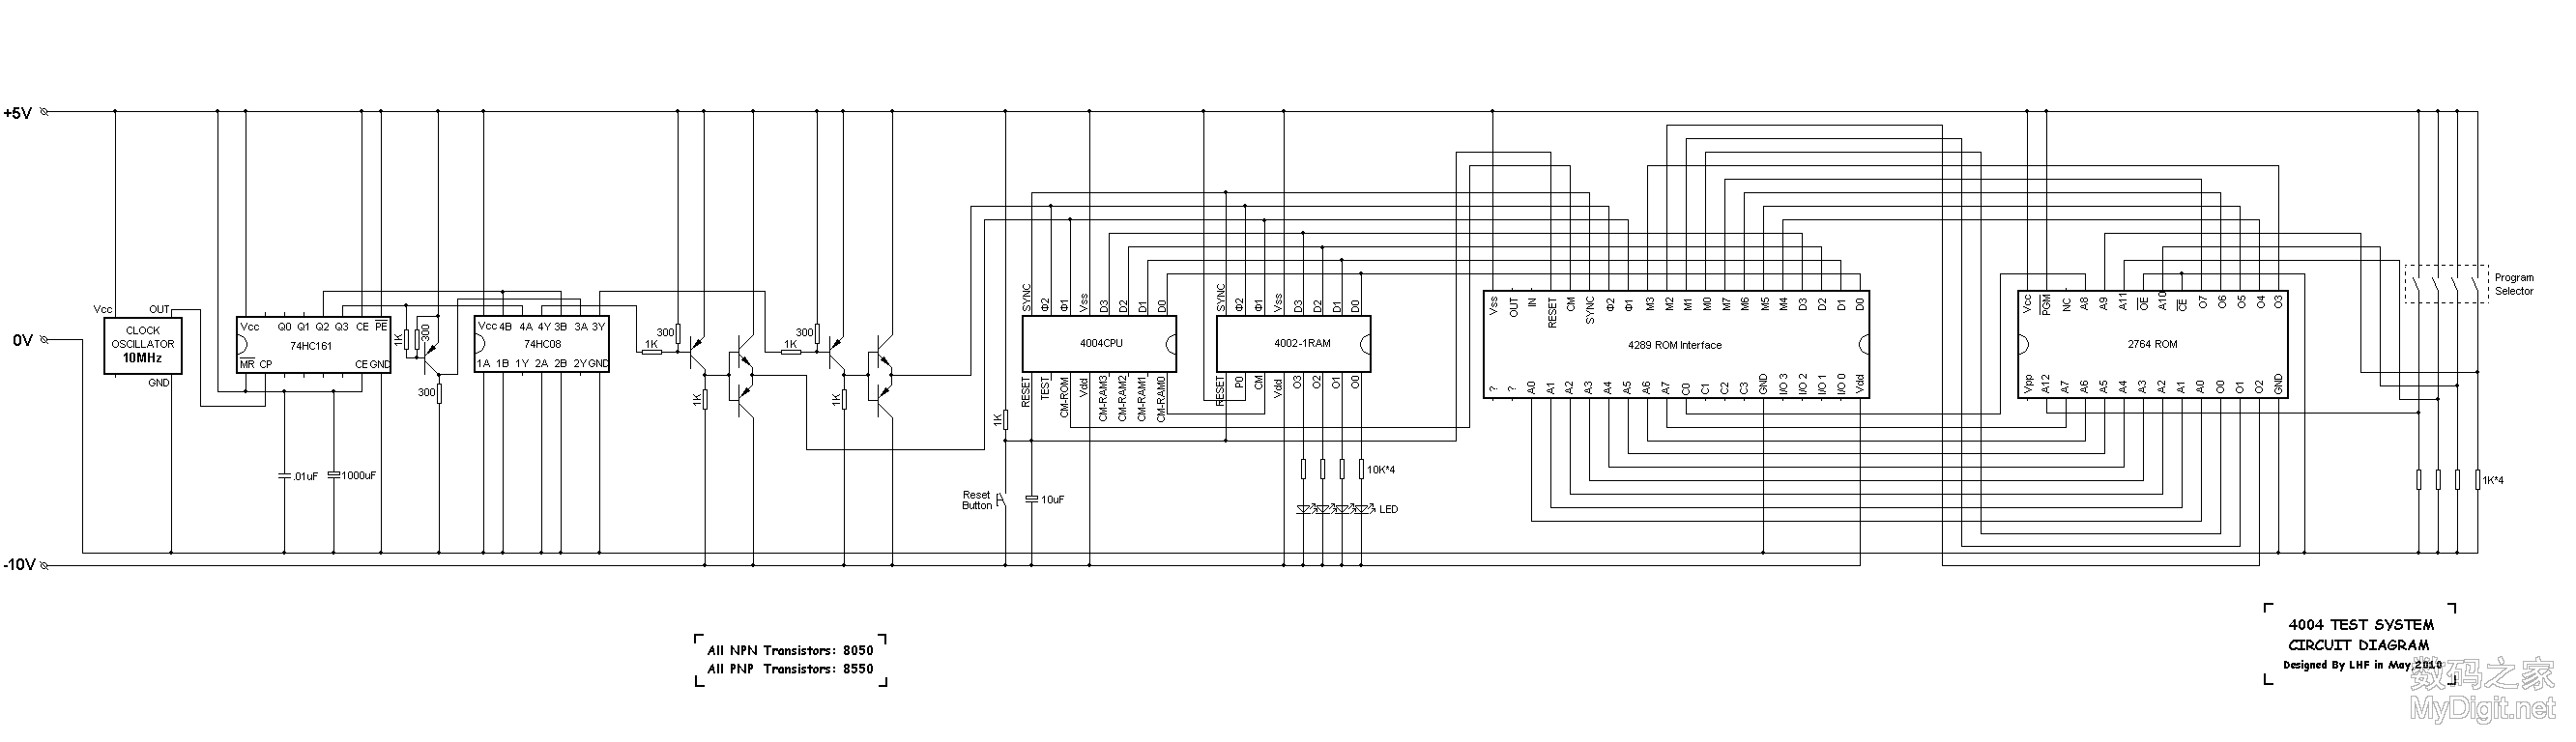 +5V
0V
-10V
Vcc
OUT
CLOCK
OSCILLATOR
10MHz
GND
Vcc Q0 Q1 Q2 Q3 CE PE
74HC161
MR CP CE GND
.01uF
1000uF
1K
300
300
Vcc 4B 4A 4Y 3B 3A 3Y
74HC08
1A 1B 1Y 2A 2B 2Y GND
1K
300
1K
1K
300
1K
1K
Reset
Button
10uF
SYNC Φ2 Φ1 Vss D3 D2 D1 D0
4004CPU
RESET TEST CM-ROM Vdd CM-RAM3 CM-RAM2 CM-RAM1 CM-RAM0
SYNC Φ2 Φ1 Vss D3 D2 D1 D0
4002-1RAM
RESET P0 CM Vdd O3 O2 O1 O0
10K*4
LED
Vss OUT IN RESET CM SYNC Φ2 Φ1 M3 M2 M1 M0 M7 M6 M5 M4 D3 D2 D1 D0
4289 ROM Interface
? ? A0 A1 A2 A3 A4 A5 A6 A7 C0 C1 C2 C3 GND I/O 3 I/O 2 I/O 1 I/O 0 Vdd
Vcc PGM NC A8 A9 A11 OE A10 CE O7 O6 O5 O4 O3
2764 ROM
Vpp A12 A7 A6 A5 A4 A3 A2 A1 A0 O0 O1 O2 GND
Program
Selector
1K*4
All NPN Transistors: 8050
All PNP Transistors: 8550
4004 TEST SYSTEM
CIRCUIT DIAGRAM
Designed By LHF in May,2010
数码之家
MyDigit.net